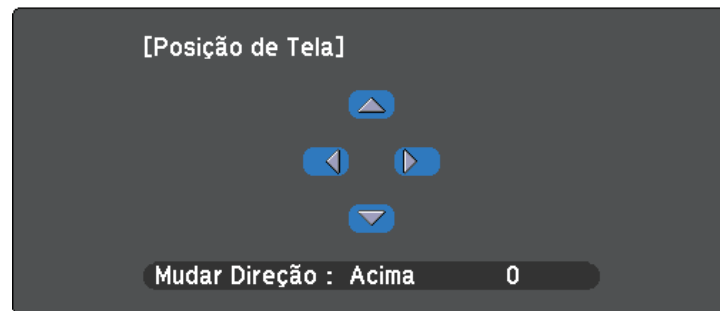 [Posição de Tela]
Mudar Direção : Acima 0